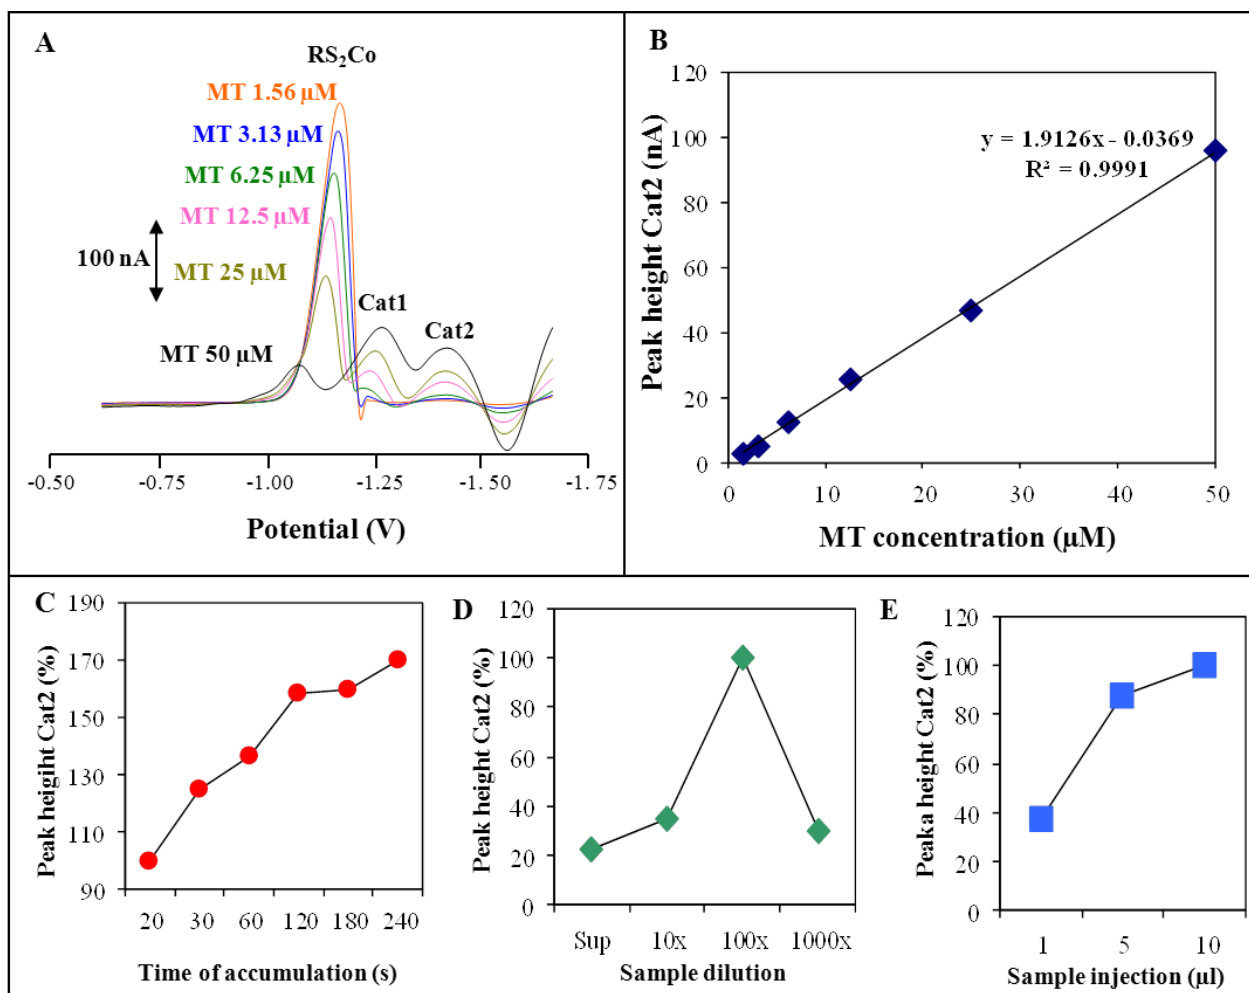 A
RS₂Co
MT 1.56 µM
MT 3.13 µM
MT 6.25 µM
MT 12.5 µM
100 nA
MT 25 µM
Cat1
Cat2
MT 50 µM
-0.50 -0.75 -1.00 -1.25 -1.50 -1.75
Potential (V)
B
Peak height Cat2 (nA)
120
100
80
60
40
20
0
y = 1.9126x - 0.0369
R² = 0.9991
0 10 20 30 40 50
MT concentration (µM)
C
Peak heigiht Cat2 (%)
190
170
150
130
110
90
20 30 60 120 180 240
Time of accumulation (s)
D
Peak height Cat2 (%)
120
100
80
60
40
20
0
Sup 10x 100x 1000x
Sample dilution
E
Peaka height Cat2 (%)
120
100
80
60
40
20
0
1 5 10
Sample injection (µl)